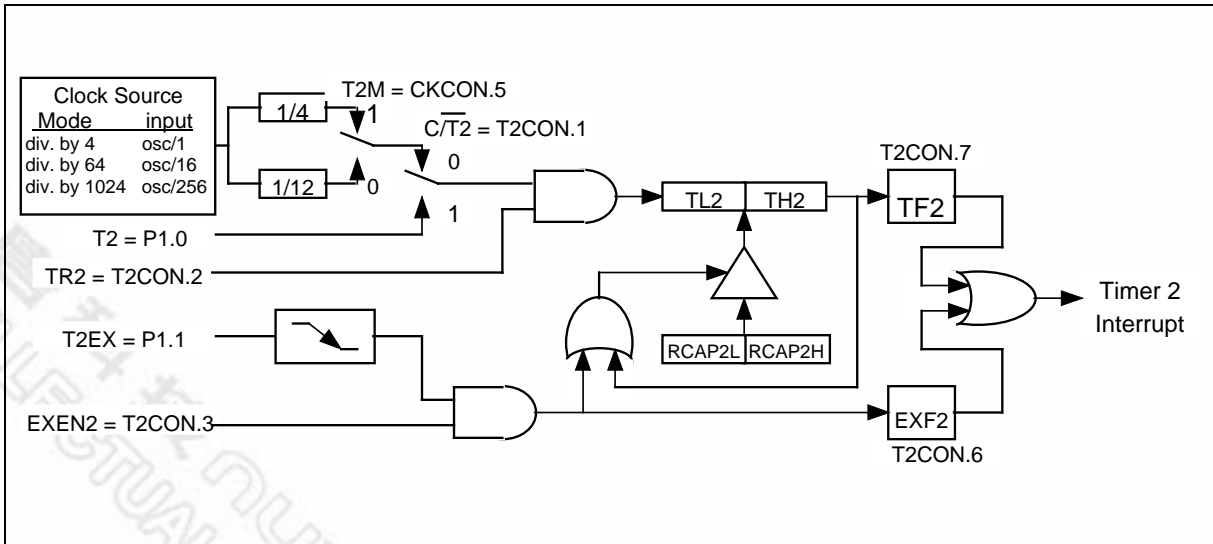 Clock Source
Mode input
div. by 4 osc/1
div. by 64 osc/16
div. by 1024 osc/256
1/4
1/12
T2M = CKCON.5
1
0
C/T2 = T2CON.1
0
1
T2 = P1.0
TR2 = T2CON.2
T2EX = P1.1
EXEN2 = T2CON.3
TL2 TH2
RCAP2L RCAP2H
T2CON.7
TF2
EXF2
T2CON.6
Timer 2
Interrupt